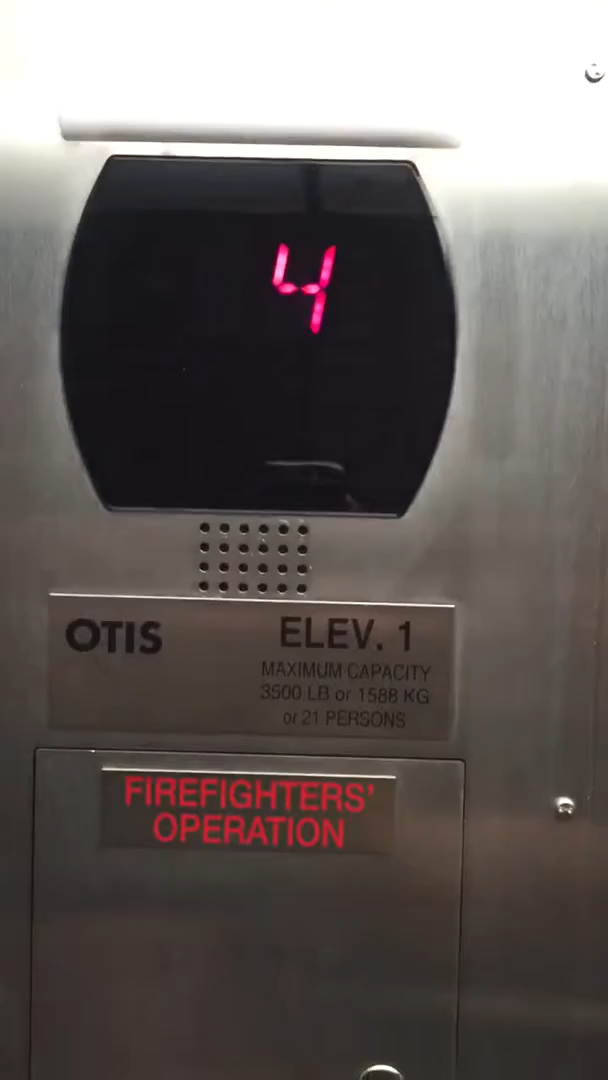 4
OTIS
ELEV. 1
MAXIMUM CAPACITY
3500 LB or 1588 KG
or 21 PERSONS
FIREFIGHTERS'
OPERATION